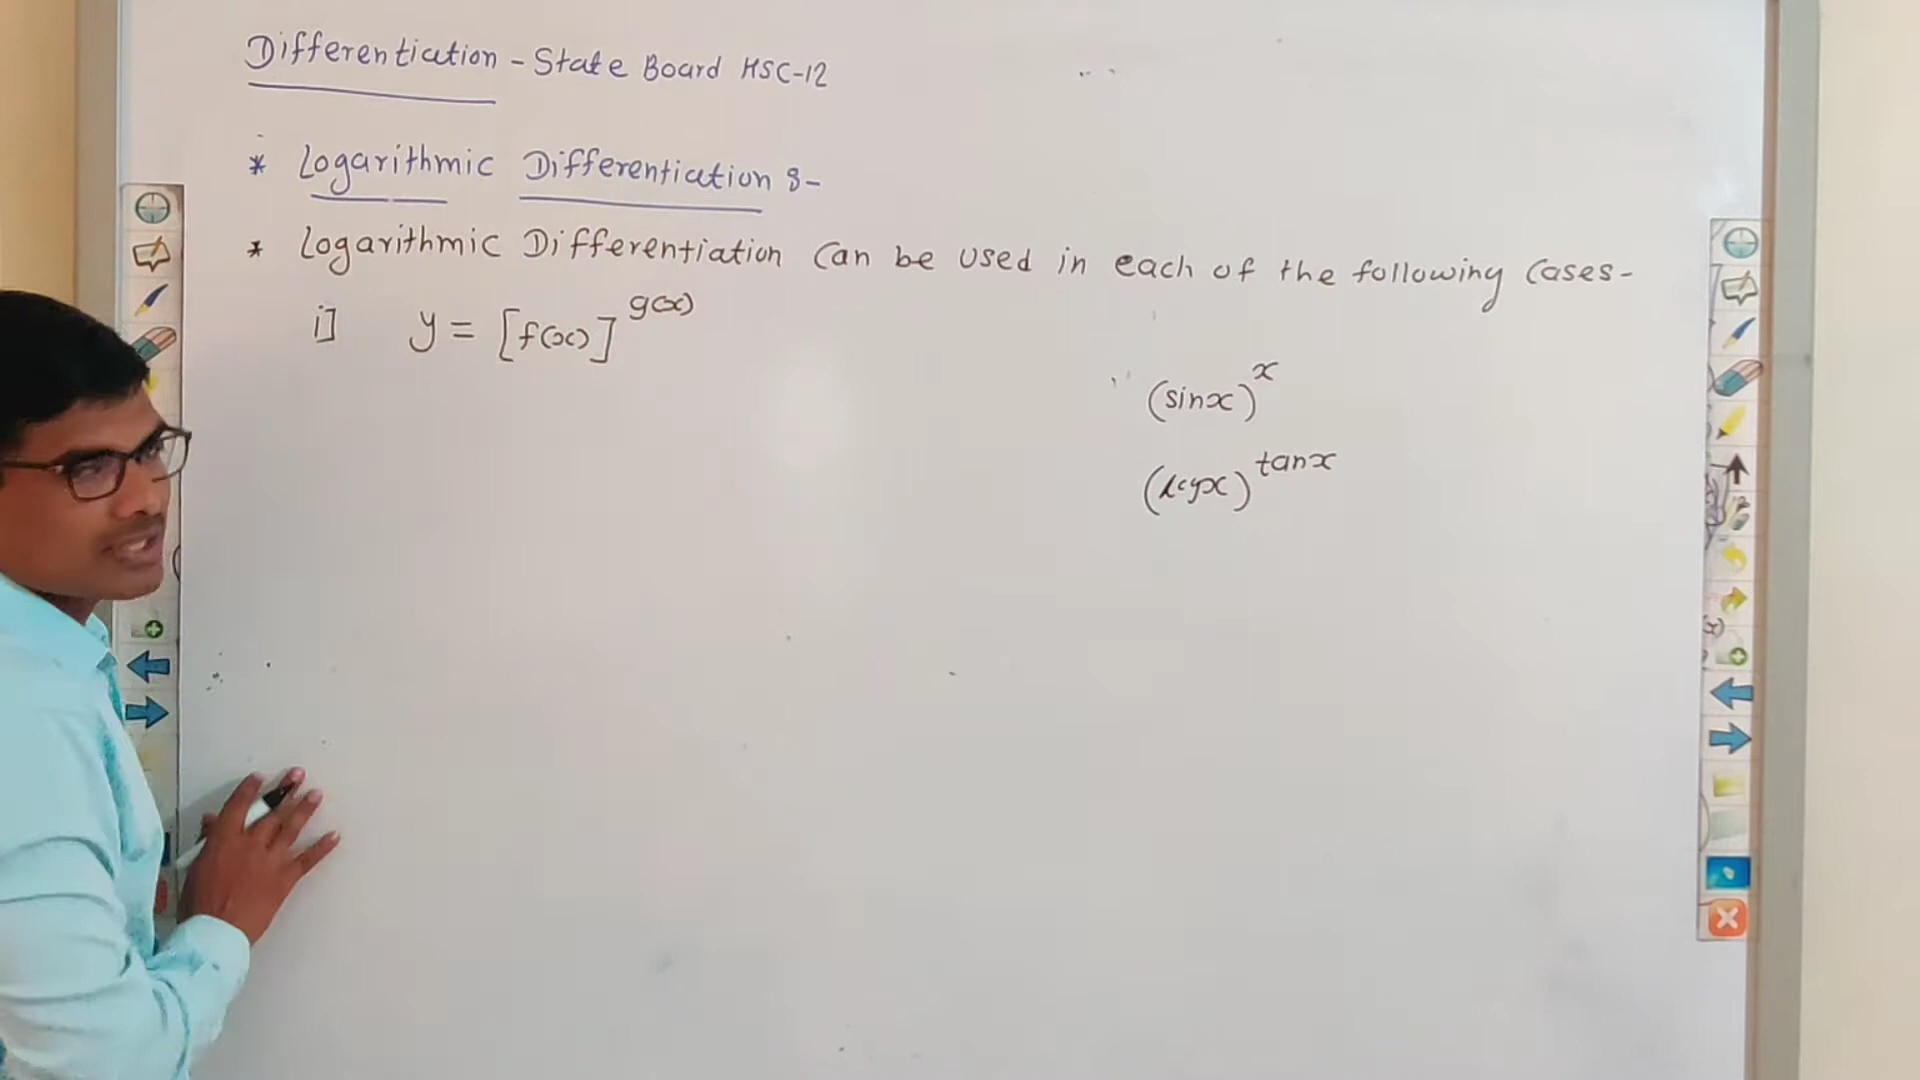 Differentiation - State Board HSC-12
* Logarithmic Differentiation :-
* Logarithmic Differentiation Can be used in each of the following Cases-
i] y = [f(x)]^g(x)
(sinx)^x
(logx)^tanx